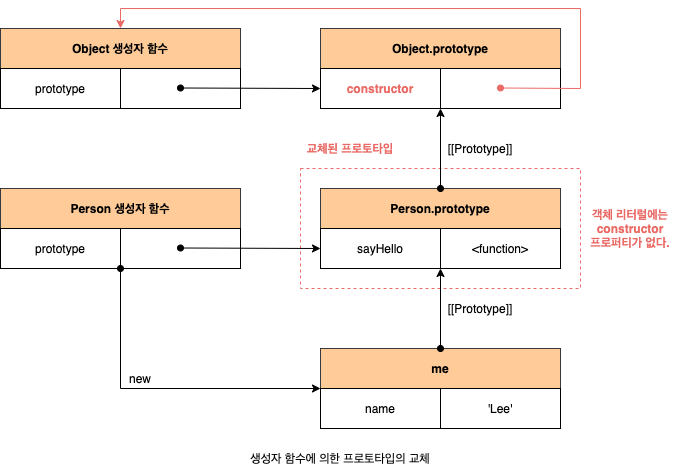 Object 생성자 함수
Object.prototype
prototype
constructor
교체된 프로토타입
[[Prototype]]
Person 생성자 함수
Person.prototype
객체 리터럴에는
constructor
프로퍼티가 없다.
prototype
sayHello
<function>
[[Prototype]]
new
me
name
'Lee'
생성자 함수에 의한 프로토타입의 교체